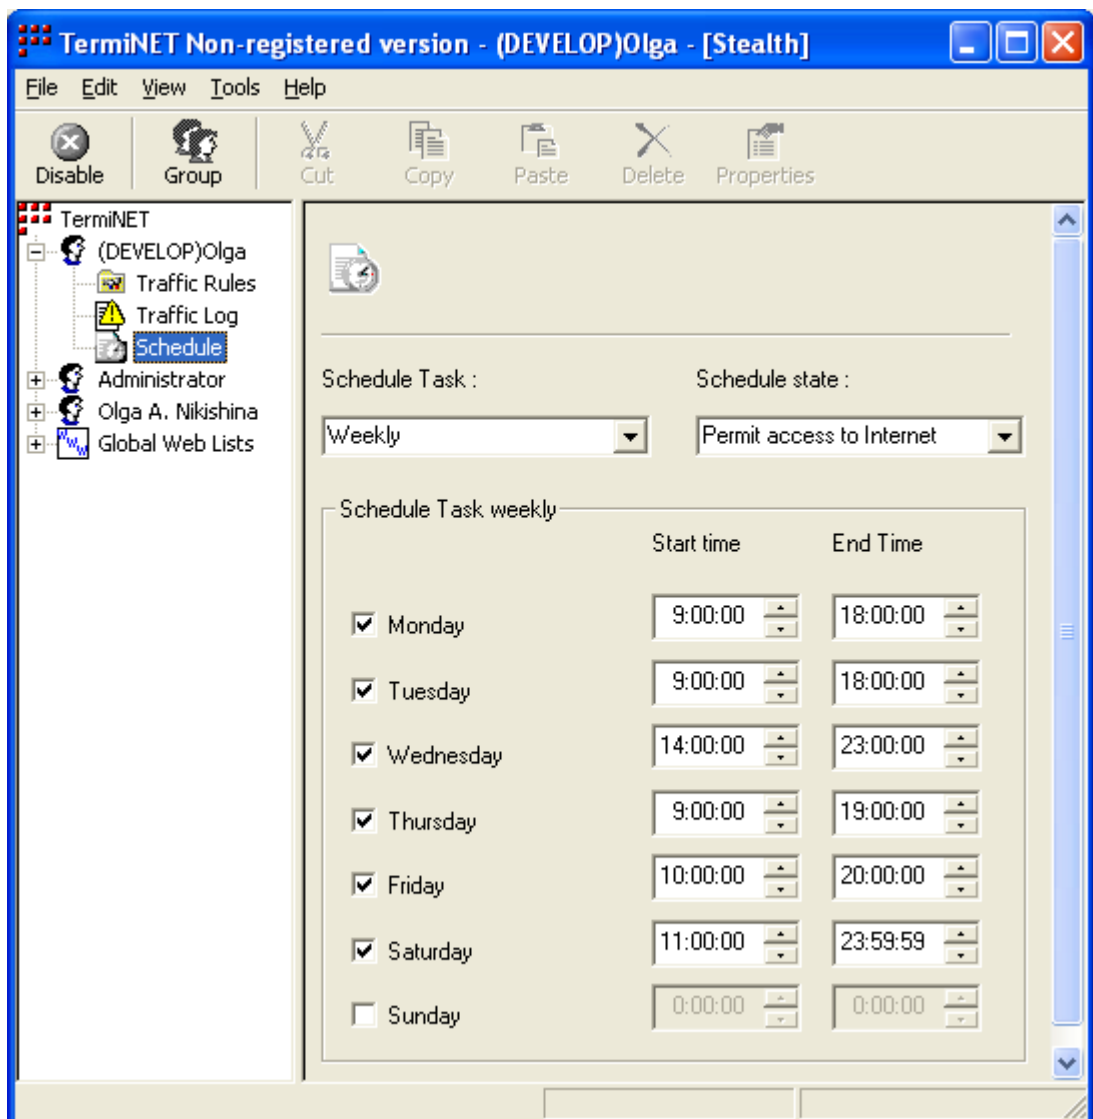 TermiNET Non-registered version - (DEVELOP)Olga - [Stealth]
File Edit View Tools Help
Disable Group Cut Copy Paste Delete Properties
TermiNET
(DEVELOP)Olga
Traffic Rules
Traffic Log
Schedule
Administrator
Olga A. Nikishina
Global Web Lists
Schedule Task : Schedule state :
Weekly Permit access to Internet
Schedule Task weekly
Start time End Time
Monday 9:00:00 18:00:00
Tuesday 9:00:00 18:00:00
Wednesday 14:00:00 23:00:00
Thursday 9:00:00 19:00:00
Friday 10:00:00 20:00:00
Saturday 11:00:00 23:59:59
Sunday 0:00:00 0:00:00